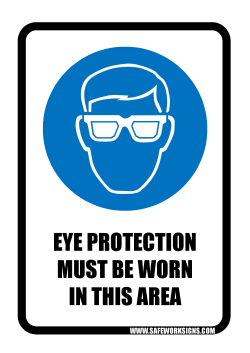 EYE PROTECTION
MUST BE WORN
IN THIS AREA
WWW.SAFEWORKSIGNS.COM